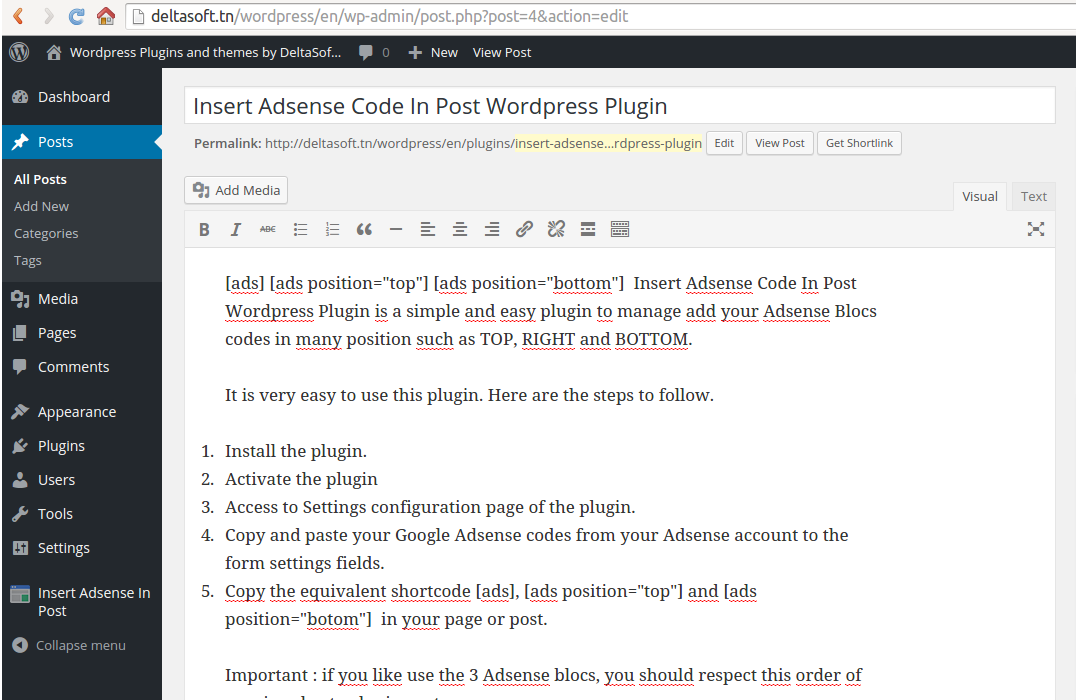 deltasoft.tn/wordpress/en/wp-admin/post.php?post=4&action=edit
Wordpress Plugins and themes by DeltaSof... 0 New View Post
Dashboard
Posts
All Posts
Add New
Categories
Tags
Media
Pages
Comments
Appearance
Plugins
Users
Tools
Settings
Insert Adsense In
Post
Collapse menu
Insert Adsense Code In Post Wordpress Plugin
Permalink: http://deltasoft.tn/wordpress/en/plugins/insert-adsense...rdpress-plugin Edit View Post Get Shortlink
Add Media
Visual Text
B I ABC
[ads] [ads position="top"] [ads position="bottom"]  Insert Adsense Code In Post
Wordpress Plugin is a simple and easy plugin to manage add your Adsense Blocs
codes in many position such as TOP, RIGHT and BOTTOM.
It is very easy to use this plugin. Here are the steps to follow.
1. Install the plugin.
2. Activate the plugin
3. Access to Settings configuration page of the plugin.
4. Copy and paste your Google Adsense codes from your Adsense account to the
form settings fields.
5. Copy the equivalent shortcode [ads], [ads position="top"] and [ads
position="botom"]  in your page or post.
Important : if you like use the 3 Adsense blocs, you should respect this order of